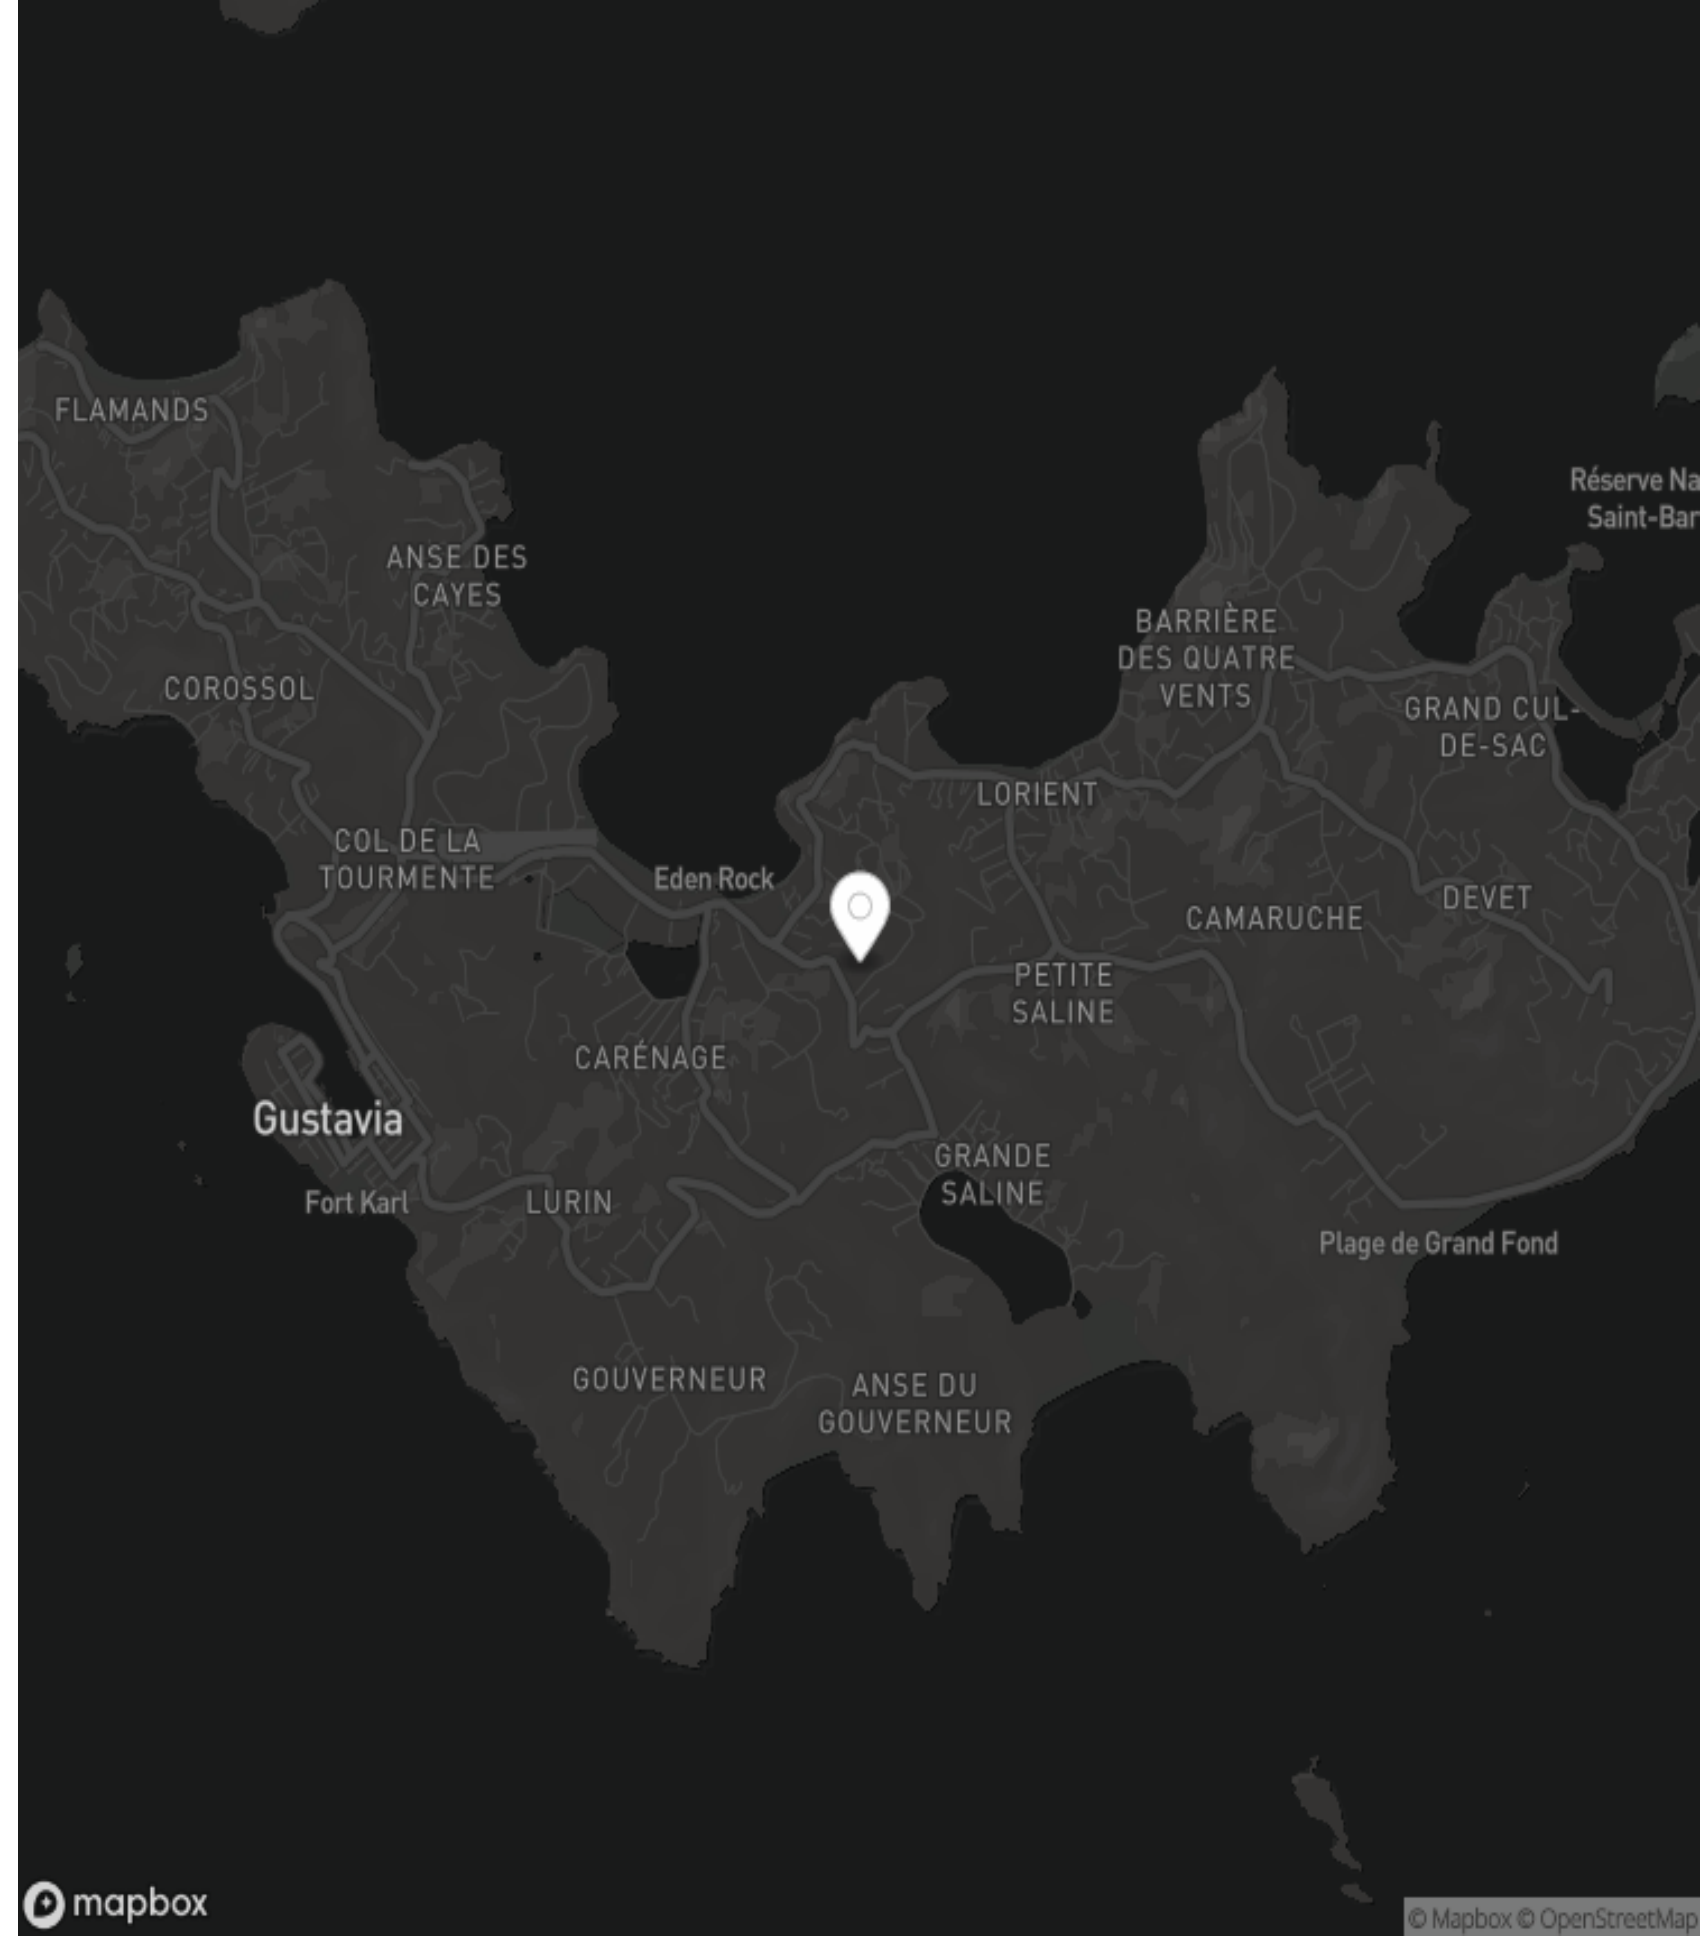 FLAMANDS
Réserve Na
Saint-Bar
ANSE DES
CAYES
BARRIÈRE
DES QUATRE
VENTS
COROSSOL
GRAND CUL-
DE-SAC
LORIENT
COL DE LA
TOURMENTE
Eden Rock
DEVET
CAMARUCHE
PETITE
SALINE
CARÉNAGE
Gustavia
GRANDE
SALINE
Fort Karl
LURIN
Plage de Grand Fond
GOUVERNEUR
ANSE DU
GOUVERNEUR
mapbox
© Mapbox © OpenStreetMap